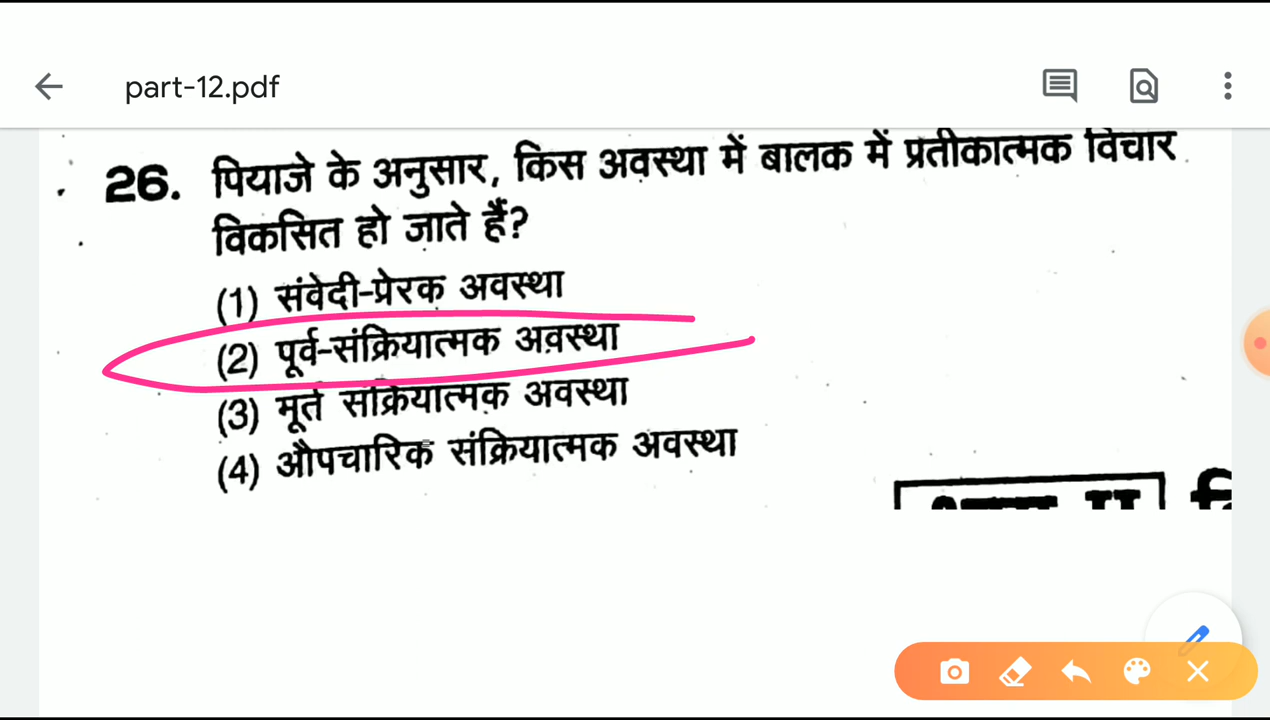 part-12.pdf
26. पियाजे के अनुसार, किस अवस्था में बालक में प्रतीकात्मक विचार
विकसित हो जाते हैं?
(1) संवेदी-प्रेरक अवस्था
(2) पूर्व-संक्रियात्मक अवस्था
(3) मूर्त संक्रियात्मक अवस्था
(4) औपचारिक संक्रियात्मक अवस्था
II